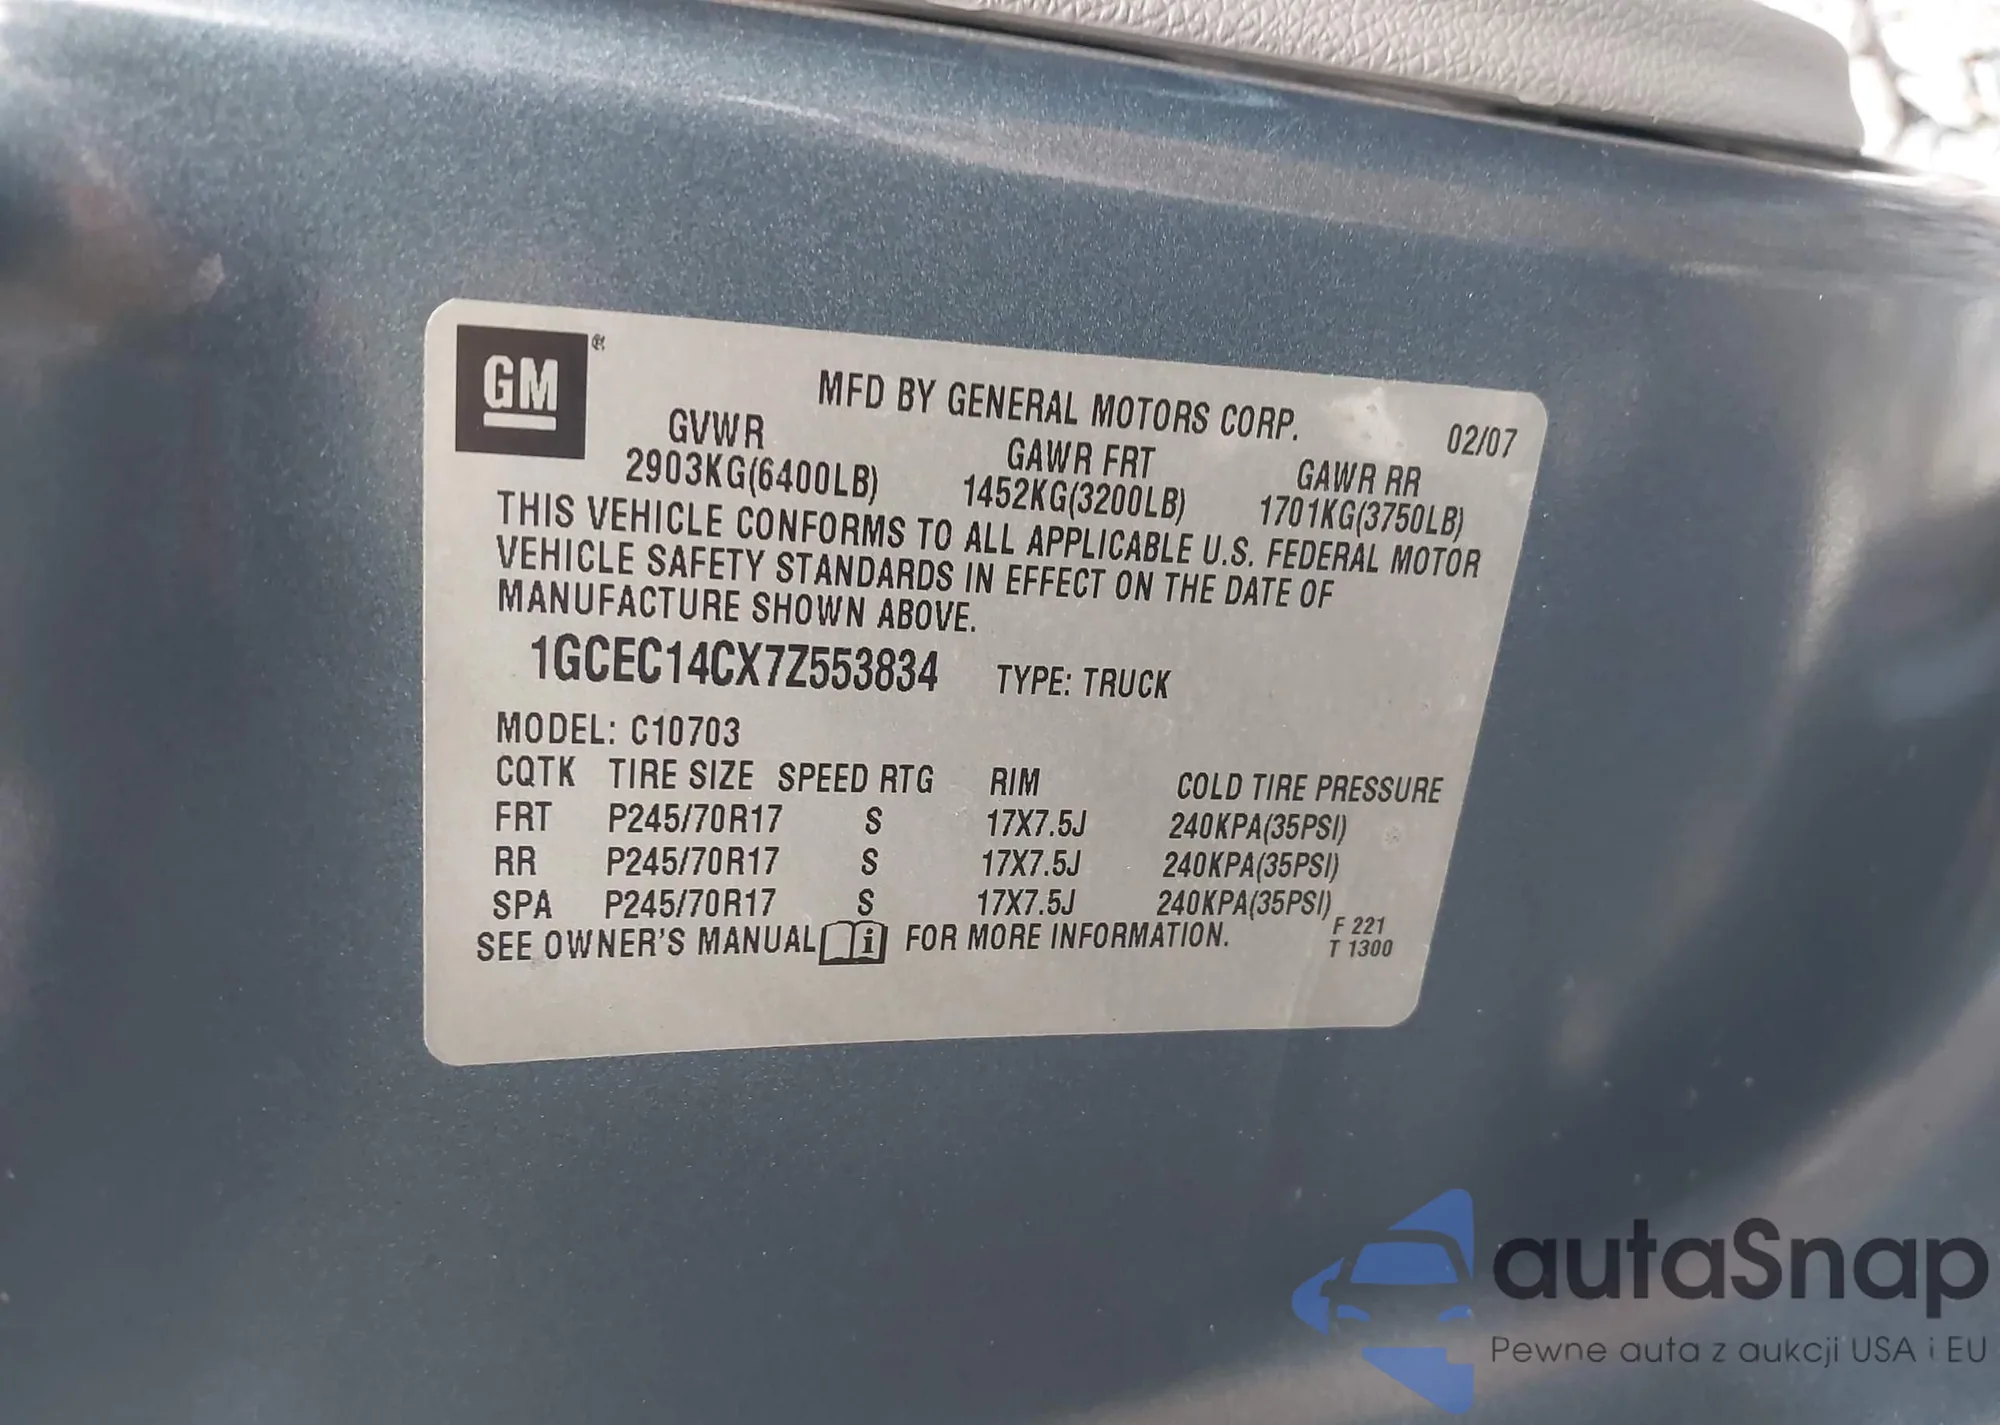 GM
MFD BY GENERAL MOTORS CORP. 02/07
GVWR GAWR FRT GAWR RR
2903KG(6400LB) 1452KG(3200LB) 1701KG(3750LB)
THIS VEHICLE CONFORMS TO ALL APPLICABLE U.S. FEDERAL MOTOR
VEHICLE SAFETY STANDARDS IN EFFECT ON THE DATE OF
MANUFACTURE SHOWN ABOVE.
1GCEC14CX7Z553834 TYPE: TRUCK
MODEL: C10703
CQTK TIRE SIZE SPEED RTG RIM COLD TIRE PRESSURE
FRT P245/70R17 S 17X7.5J 240KPA(35PSI)
RR P245/70R17 S 17X7.5J 240KPA(35PSI)
SPA P245/70R17 S 17X7.5J 240KPA(35PSI)
SEE OWNER'S MANUAL i FOR MORE INFORMATION.
F 221
T 1300
autaSnap
Pewne auta z aukcji USA i EU